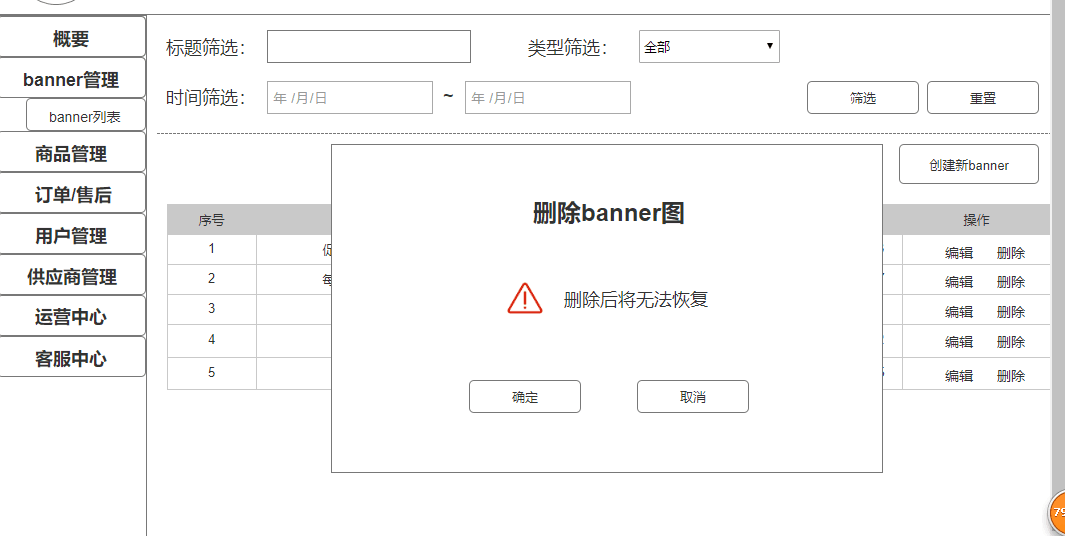 概要
banner管理
banner列表
商品管理
订单/售后
用户管理
供应商管理
运营中心
客服中心
标题筛选：
类型筛选： 全部
时间筛选： 年 /月/日 ~ 年 /月/日
筛选 重置
创建新banner
序号 操作
1 编辑 删除
2 每 编辑 删除
3 编辑 删除
4 编辑 删除
5 编辑 删除
删除banner图
删除后将无法恢复
确定 取消